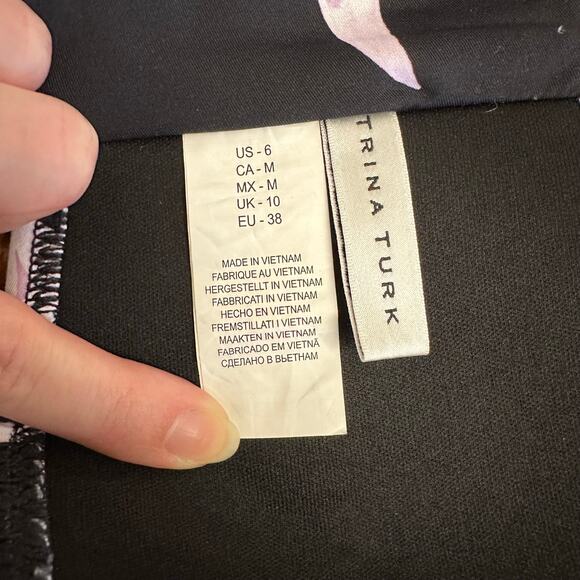 US - 6
CA - M
MX - M
UK - 10
EU - 38
MADE IN VIETNAM
FABRIQUE AU VIETNAM
HERGESTELLT IN VIETNAM
FABBRICATI IN VIETNAM
HECHO EN VIETNAM
FREMSTILLATI I VIETNAM
MAAKTEN IN VIETNAM
FABRICADO EM VIETNÃ
СДЕЛАНО В ВЬЕТНАМ
TRINA TURK